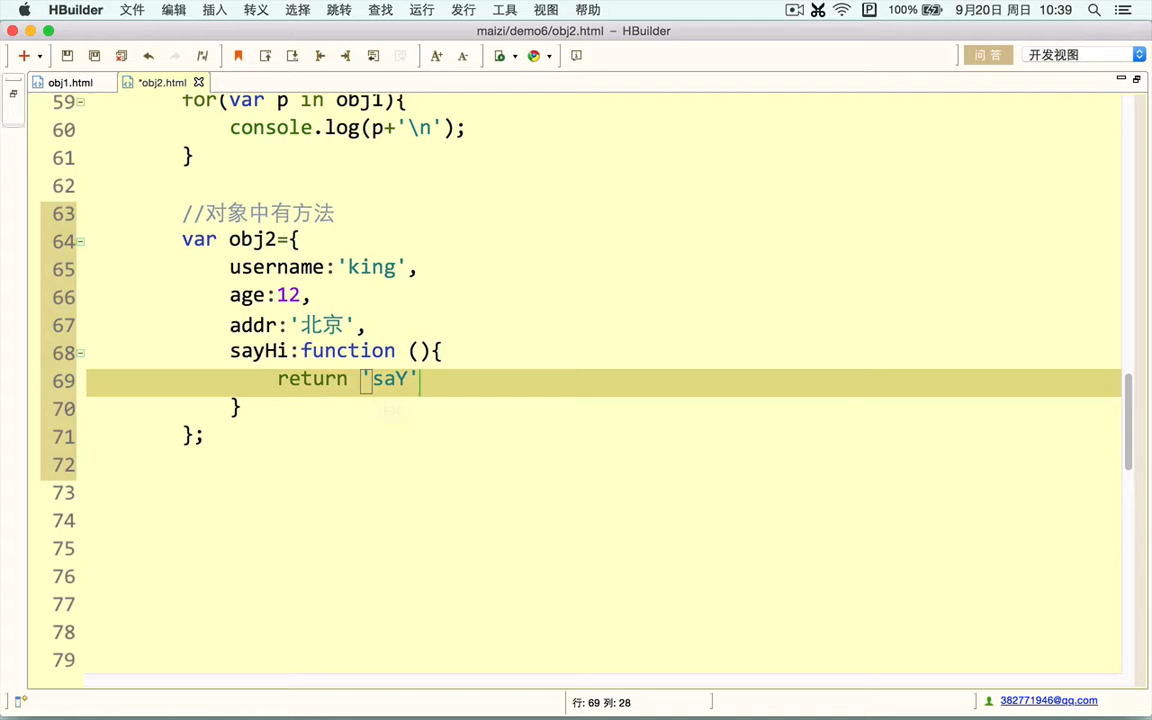 HBuilder 文件 编辑 插入 转义 选择 跳转 查找 运行 发行 工具 视图 帮助 100% 9月20日 周日 10:39
maizi/demo6/obj2.html – HBuilder
问 答 开发视图
obj1.html *obj2.html
59 for(var p in obj1){
60 console.log(p+'\n');
61 }
62
63 //对象中有方法
64 var obj2={
65 username:'king',
66 age:12,
67 addr:'北京',
68 sayHi:function (){
69 return 'saY'
70 }
71 };
72
73
74
75
76
77
78
79
行: 69 列: 28 382771946@qq.com